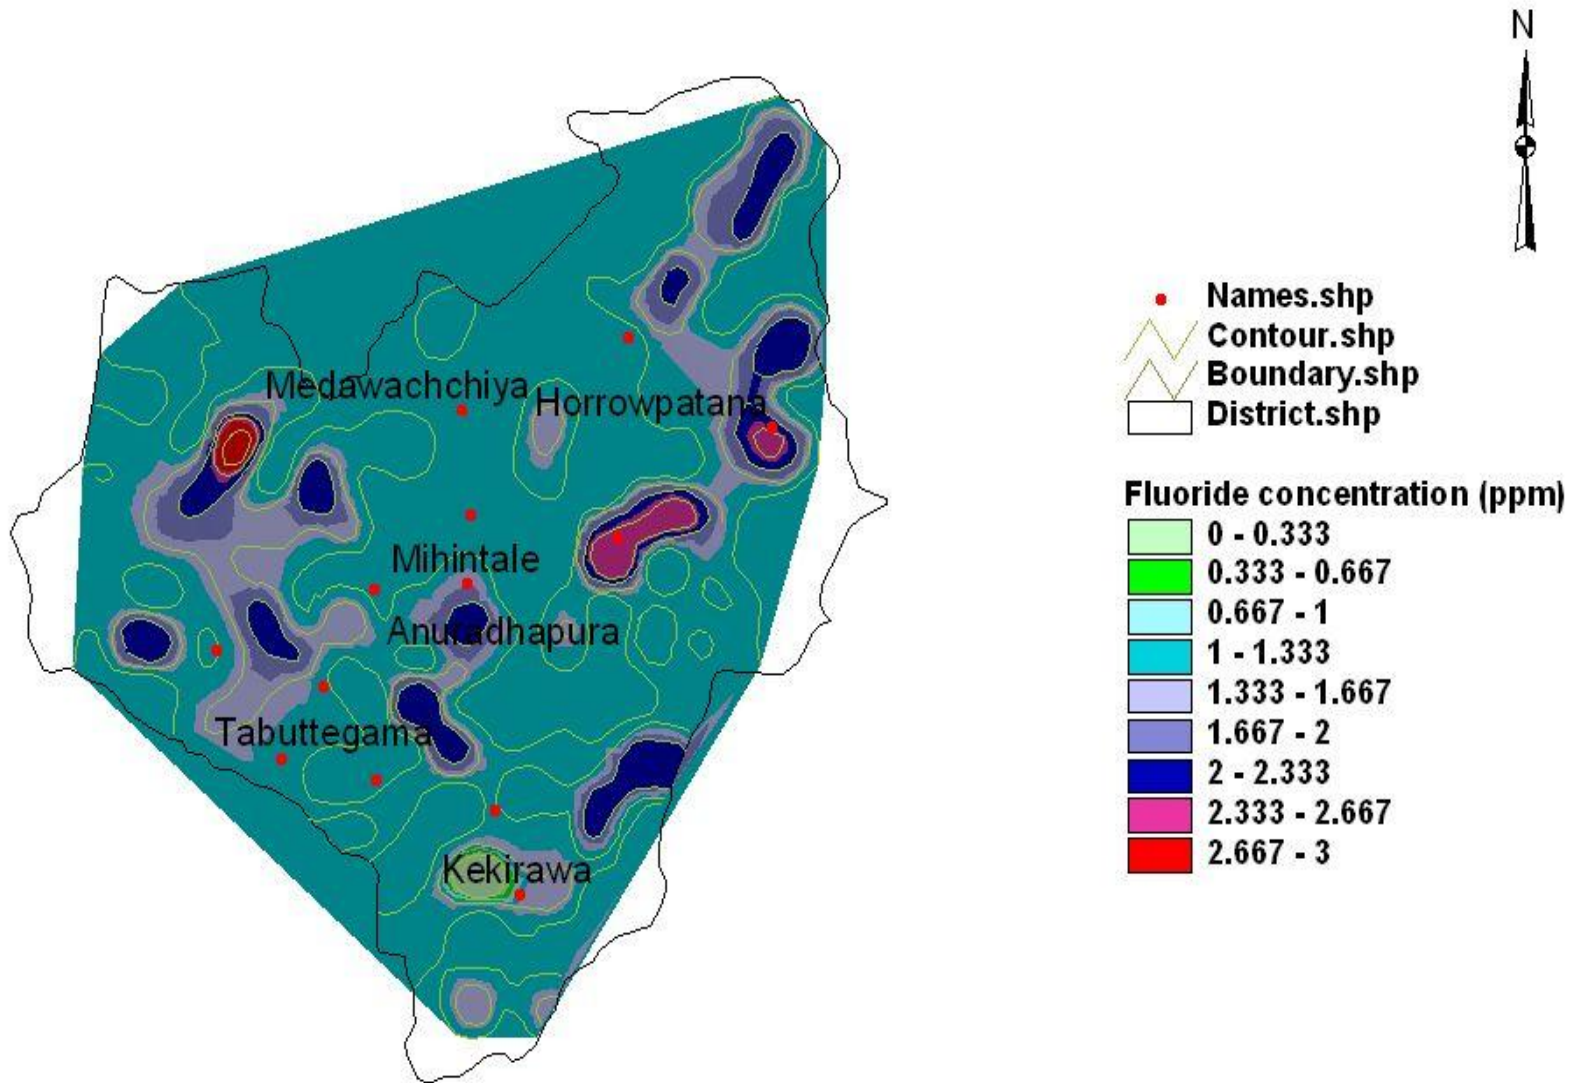 N
Names.shp
Contour.shp
Boundary.shp
District.shp
Medawachchiya
Horrowpatana
Mihintale
Anuradhapura
Tabuttegama
Kekirawa
Fluoride concentration (ppm)
0 - 0.333
0.333 - 0.667
0.667 - 1
1 - 1.333
1.333 - 1.667
1.667 - 2
2 - 2.333
2.333 - 2.667
2.667 - 3